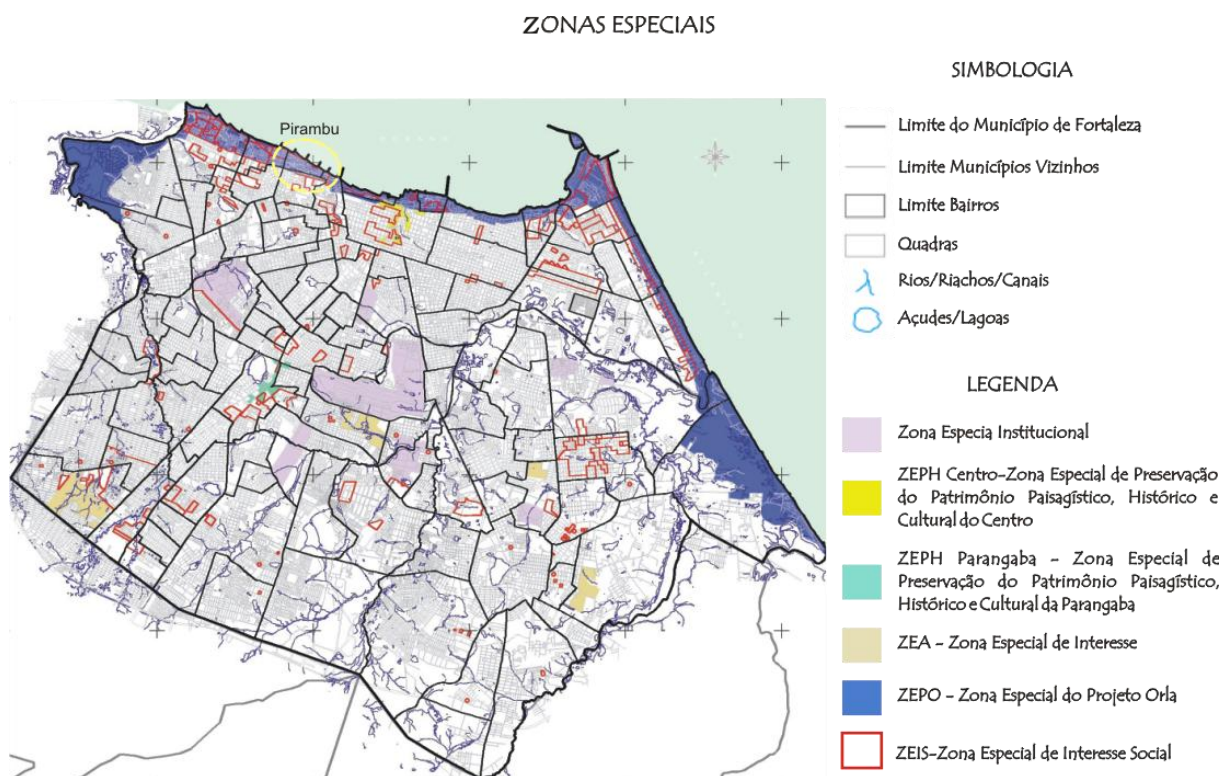 ZONAS ESPECIAIS
SIMBOLOGIA
Pirambu
Limite do Município de Fortaleza
Limite Municípios Vizinhos
Limite Bairros
Quadras
Rios/Riachos/Canais
Açudes/Lagoas
LEGENDA
Zona Especia Institucional
ZEPH Centro-Zona Especial de Preservação
do Patrimônio Paisagístico, Histórico e
Cultural do Centro
ZEPH Parangaba - Zona Especial de
Preservação do Patrimônio Paisagístico,
Histórico e Cultural da Parangaba
ZEA - Zona Especial de Interesse
ZEPO - Zona Especial do Projeto Orla
ZEIS-Zona Especial de Interesse Social